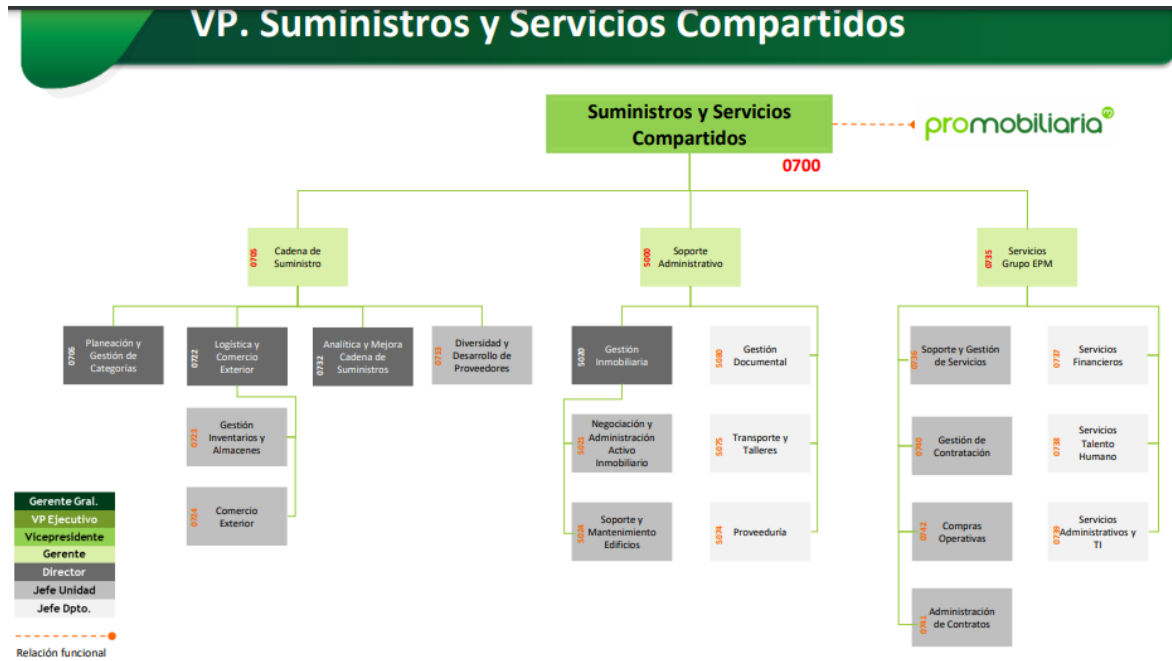 VP. Suministros y Servicios Compartidos
Suministros y Servicios
Compartidos
0700
promobiliaria
0705
Cadena de
Suministro
5000
Soporte
Administrativo
0735
Servicios
Grupo EPM
0706
Planeación y
Gestión de
Categorías
0722
Logística y
Comercio
Exterior
0732
Analítica y Mejora
Cadena de
Suministros
0713
Diversidad y
Desarrollo de
Proveedores
5020
Gestión
Inmobiliaria
5080
Gestión
Documental
0736
Soporte y Gestión
de Servicios
0737
Servicios
Financieros
0723
Gestión
Inventarios y
Almacenes
5021
Negociación y
Administración
Activo
Inmobiliario
5075
Transporte y
Talleres
0740
Gestión de
Contratación
0738
Servicios
Talento
Humano
0724
Comercio
Exterior
5024
Soporte y
Mantenimiento
Edificios
5074
Proveeduría
0742
Compras
Operativas
0739
Servicios
Administrativos y
TI
0741
Administración
de Contratos
Gerente Gral.
VP Ejecutivo
Vicepresidente
Gerente
Director
Jefe Unidad
Jefe Dpto.
Relación funcional